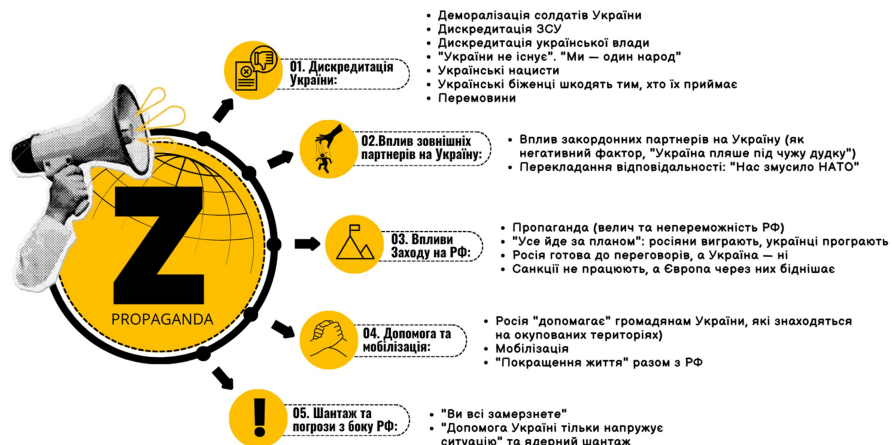 Z
PROPAGANDA
01. Дискредитація
України:
• Деморалізація солдатів України
• Дискредитація ЗСУ
• Дискредитація української влади
• "України не існує". "Ми — один народ"
• Українські нацисти
• Українські біженці шкодять тим, хто їх приймає
• Перемовини
02.Вплив зовнішніх
партнерів на Україну:
• Вплив закордонних партнерів на Україну (як
негативний фактор, "Україна пляше під чужу дудку")
• Перекладання відповідальності: "Нас змусило НАТО"
03. Впливи
Заходу на РФ:
• Пропаганда (велич та непереможність РФ)
• "Усе йде за планом": росіяни виграють, українці програють
• Росія готова до переговорів, а Україна — ні
• Санкції не працюють, а Європа через них біднішає
04. Допомога та
мобілізація:
• Росія "допомагає" громадянам України, які знаходяться
на окупованих територіях)
• Мобілізація
• "Покращення життя" разом з РФ
05. Шантаж та
погрози з боку РФ:
• "Ви всі замерзнете"
• "Допомога Україні тільки напружує
ситуацію" та ядерний шантаж